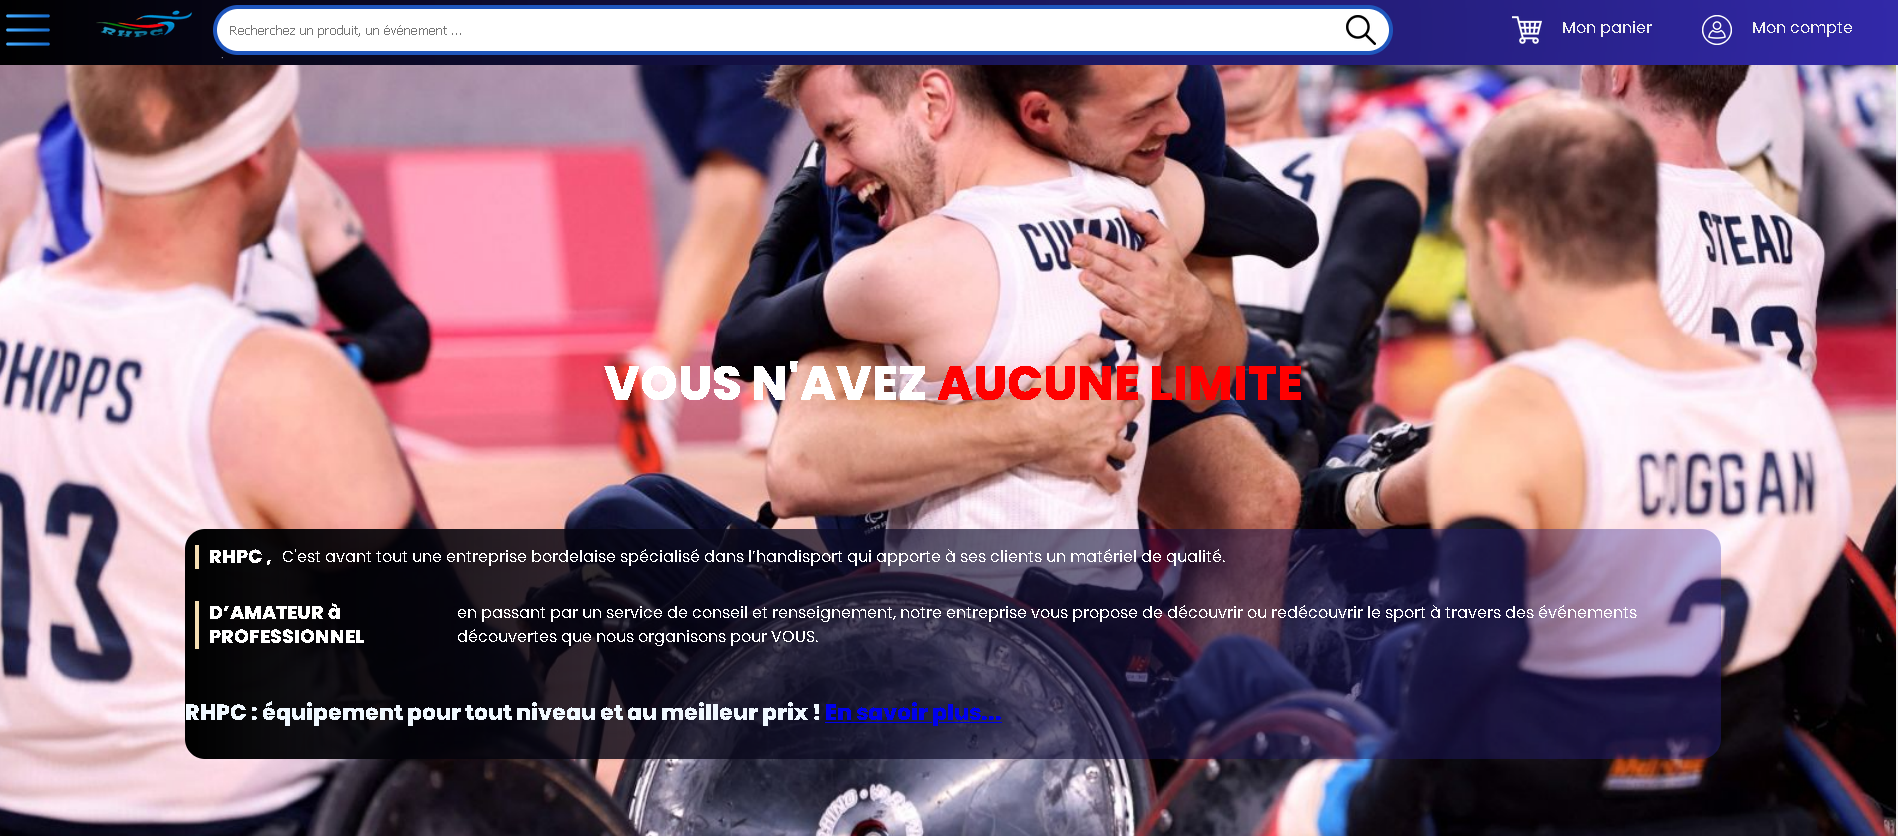 RHPC
Recherchez un produit, un événement ...
Mon panier
Mon compte
STEAD
PHIPPS
VOUS N'AVEZ AUCUNE LIMITE
COGGAN
13
RHPC , C'est avant tout une entreprise bordelaise spécialisé dans l’handisport qui apporte à ses clients un matériel de qualité.
D’AMATEUR à
PROFESSIONNEL
en passant par un service de conseil et renseignement, notre entreprise vous propose de découvrir ou redécouvrir le sport à travers des événements
découvertes que nous organisons pour VOUS.
RHPC : équipement pour tout niveau et au meilleur prix ! En savoir plus...